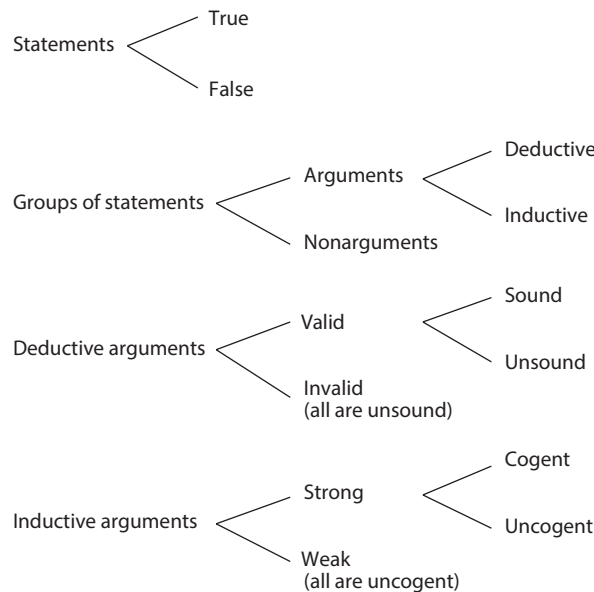 True
Statements
False
Deductive
Arguments
Groups of statements
Inductive
Nonarguments
Sound
Valid
Deductive arguments
Unsound
Invalid
(all are unsound)
Cogent
Strong
Inductive arguments
Uncogent
Weak
(all are uncogent)